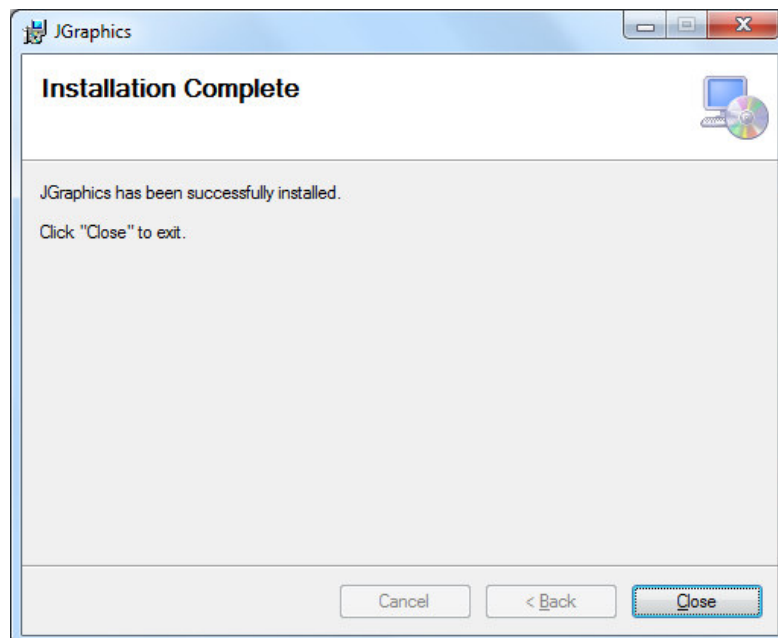 JGraphics
Installation Complete
JGraphics has been successfully installed.
Click "Close" to exit.
Cancel
< Back
Close